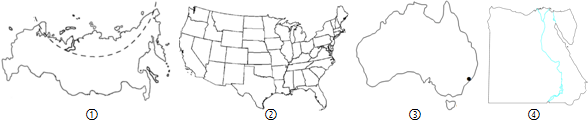 ① ② ③ ④